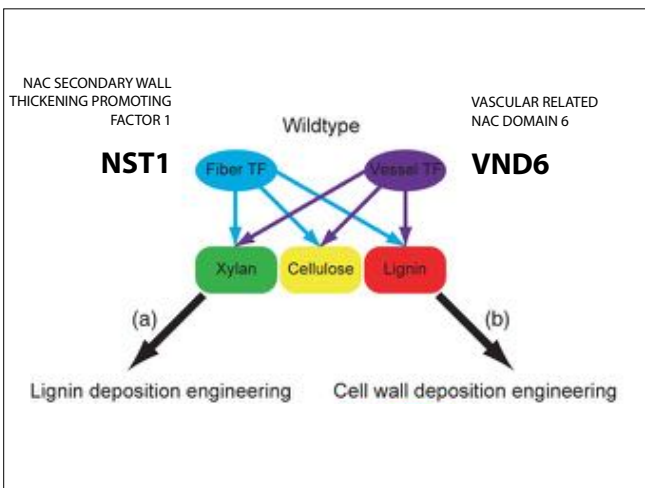 NAC SECONDARY WALL
THICKENING PROMOTING
FACTOR 1
NST1
Wildtype
VASCULAR RELATED
NAC DOMAIN 6
VND6
Fiber TF
Vessel TF
Xylan
Cellulose
Lignin
(a)
(b)
Lignin deposition engineering
Cell wall deposition engineering